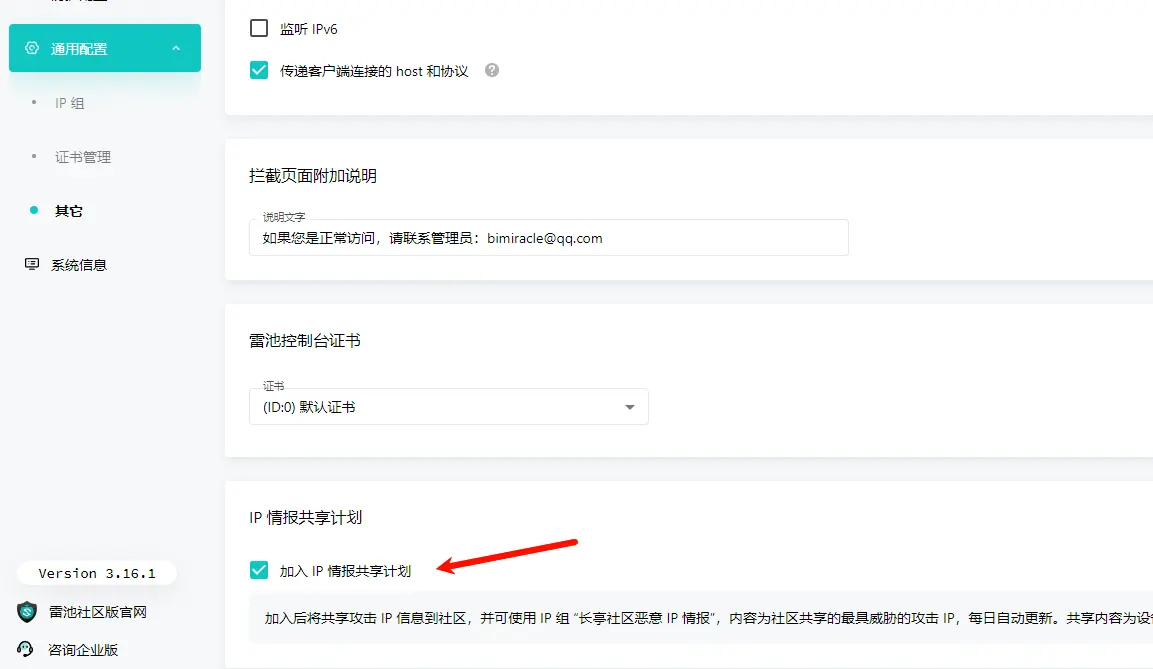 监听 IPv6
通用配置
传递客户端连接的 host 和协议
IP 组
证书管理
拦截页面附加说明
其它
说明文字
如果您是正常访问，请联系管理员：bimiracle@qq.com
系统信息
雷池控制台证书
证书
(ID:0) 默认证书
IP 情报共享计划
加入 IP 情报共享计划
Version 3.16.1
雷池社区版官网
加入后将共享攻击 IP 信息到社区，并可使用 IP 组 “长亭社区恶意 IP 情报”，内容为社区共享的最具威胁的攻击 IP，每日自动更新。共享内容为设
咨询企业版